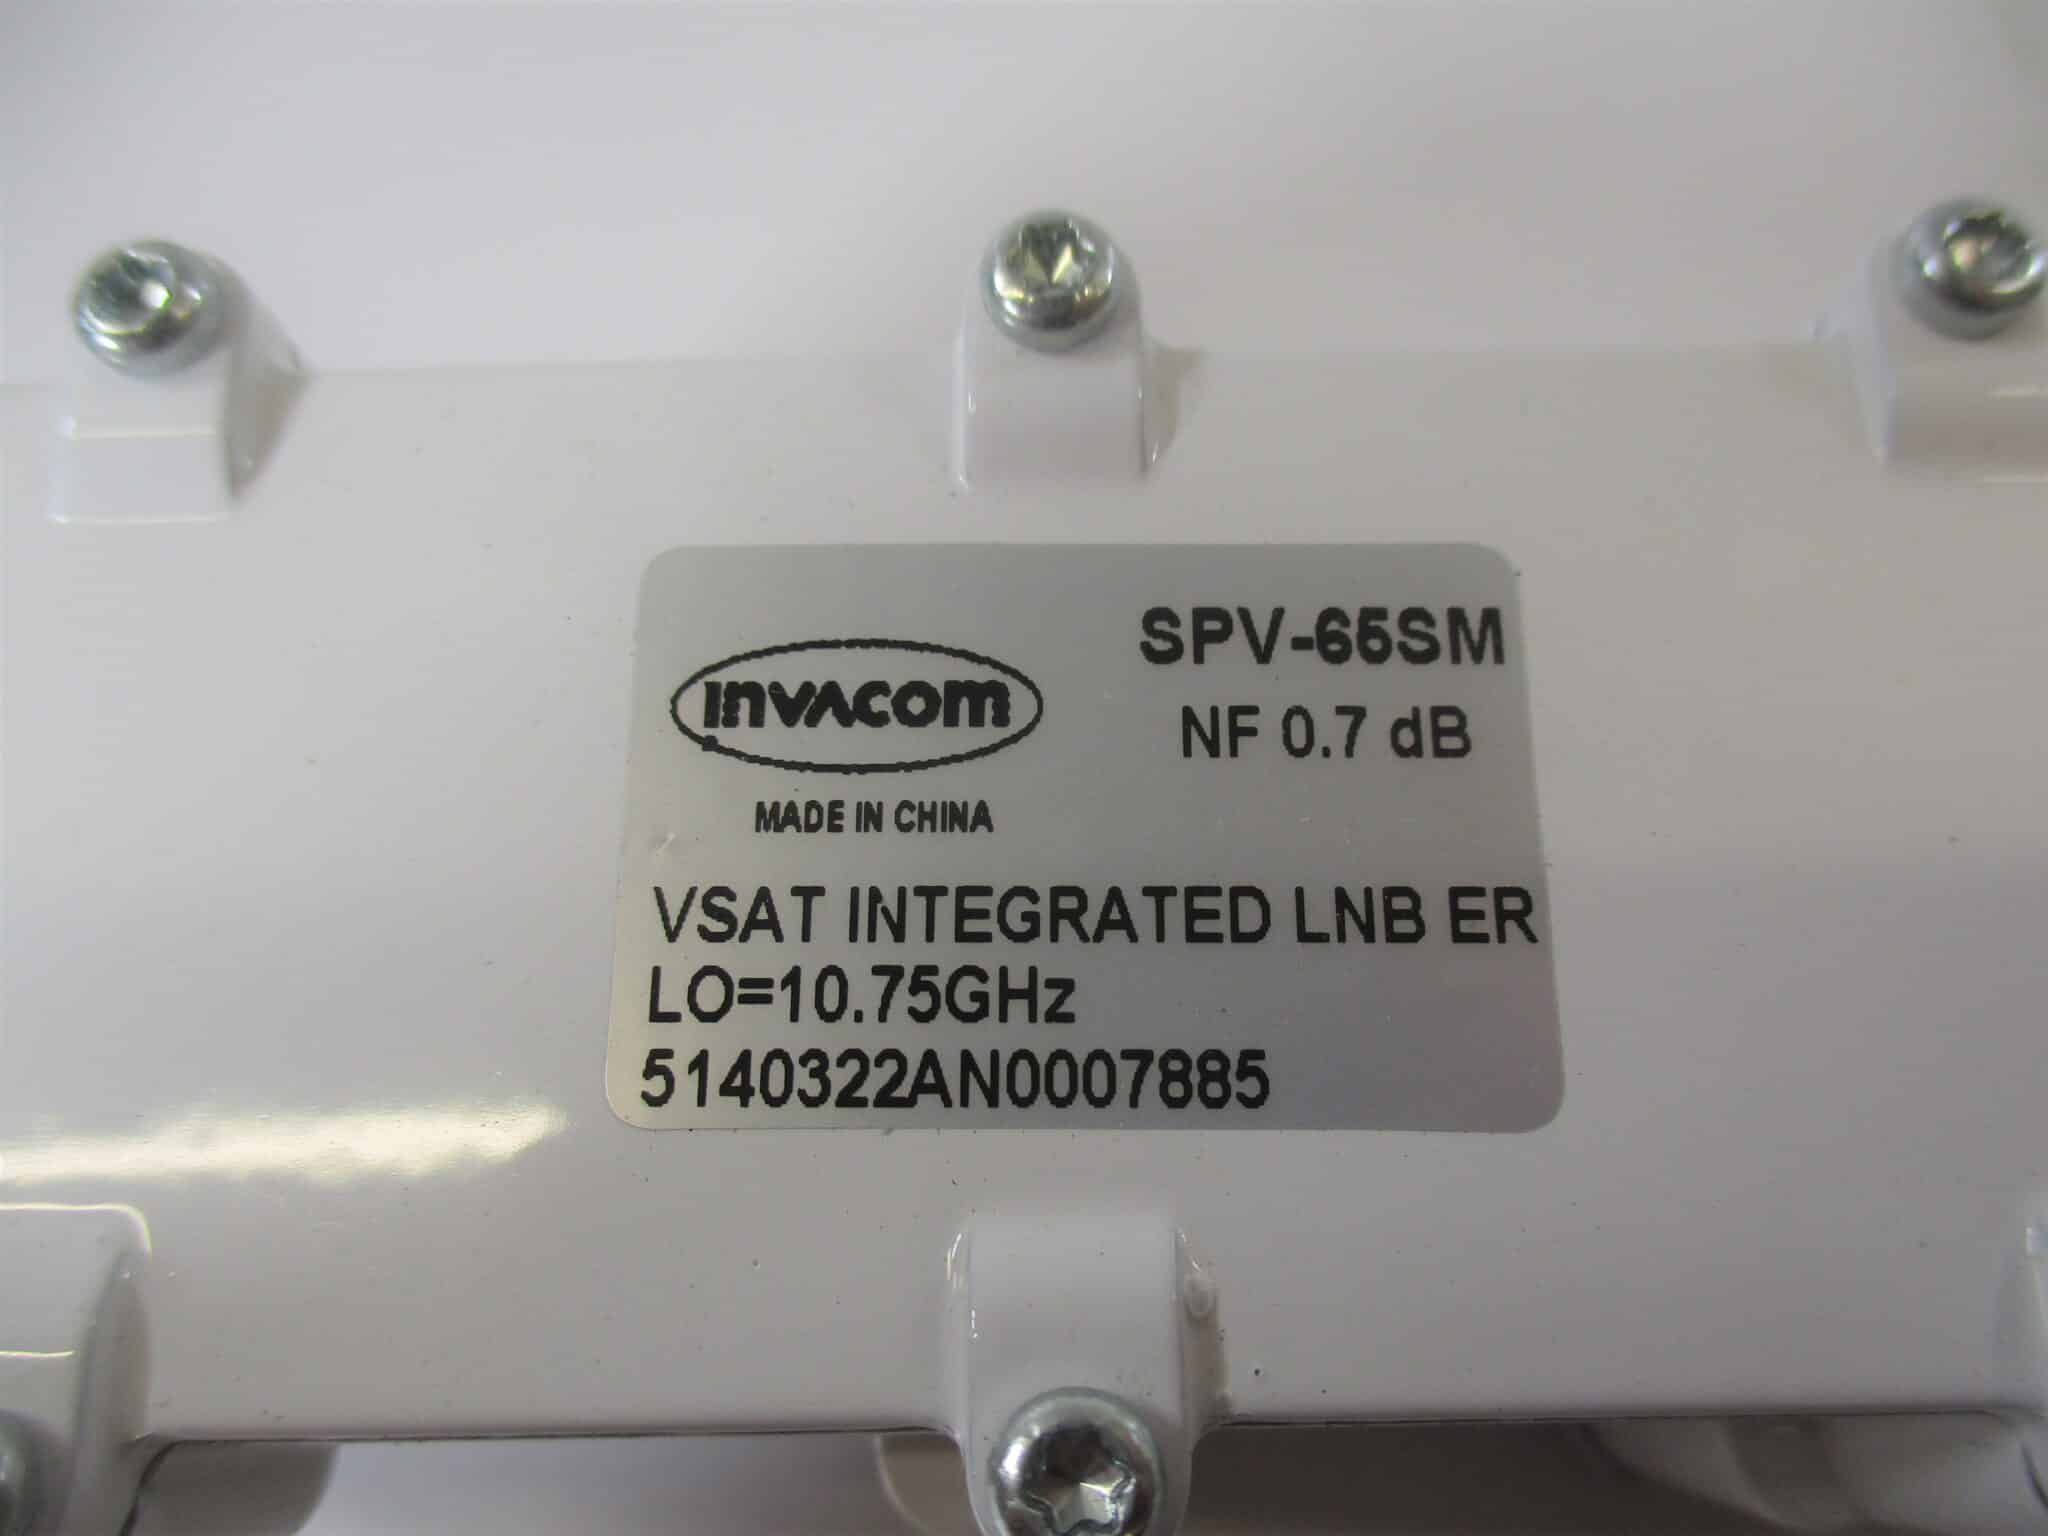 SPV-65SM
INVACOM
NF 0.7 dB
MADE IN CHINA
VSAT INTEGRATED LNB ER
LO=10.75GHz
5140322AN0007885